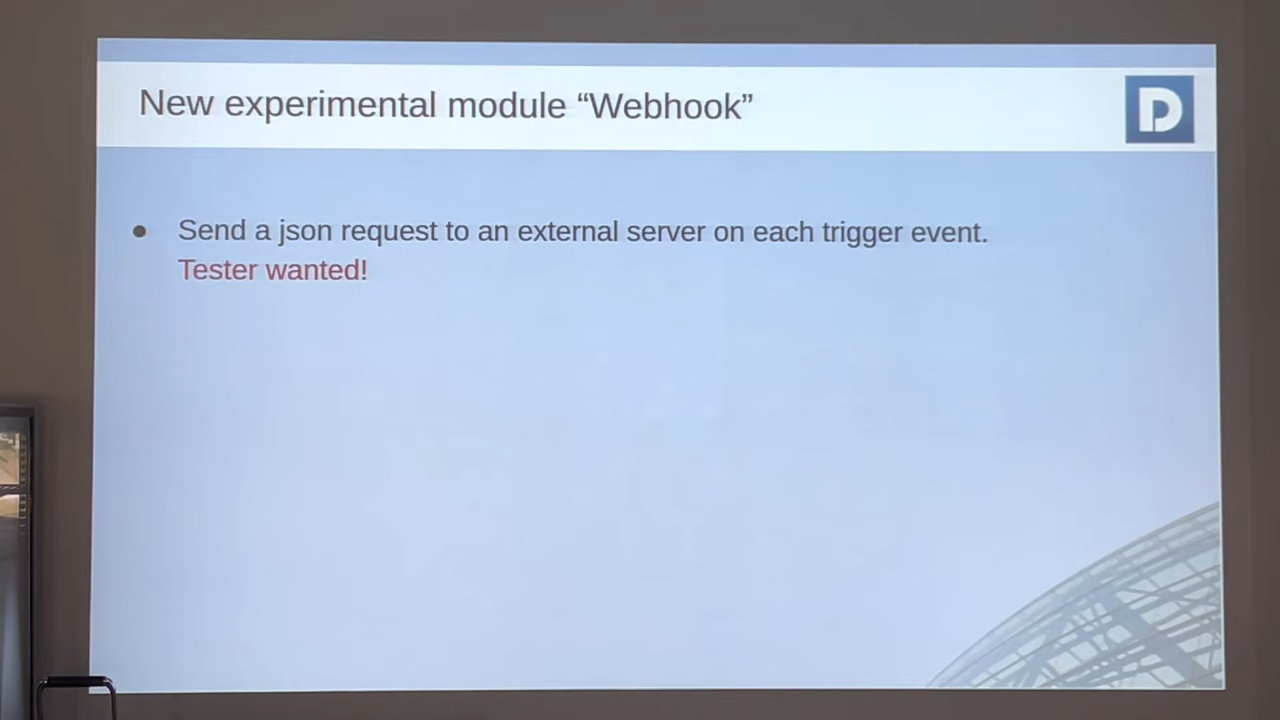 New experimental module “Webhook”
D
● Send a json request to an external server on each trigger event.
Tester wanted!